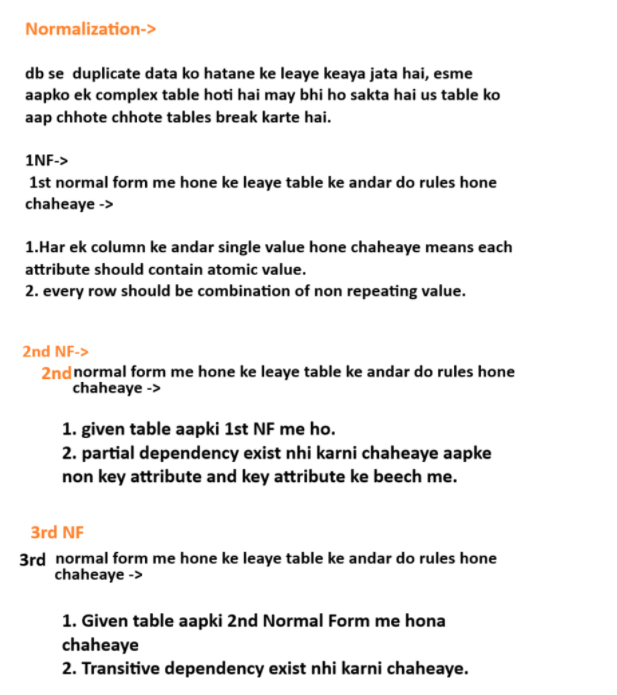 Normalization->
db se  duplicate data ko hatane ke leaye keaya jata hai, esme
aapko ek complex table hoti hai may bhi ho sakta hai us table ko
aap chhote chhote tables break karte hai.
1NF->
1st normal form me hone ke leaye table ke andar do rules hone
chaheaye ->
1.Har ek column ke andar single value hone chaheaye means each
attribute should contain atomic value.
2. every row should be combination of non repeating value.
2nd NF->
2nd normal form me hone ke leaye table ke andar do rules hone
chaheaye ->
1. given table aapki 1st NF me ho.
2. partial dependency exist nhi karni chaheaye aapke
non key attribute and key attribute ke beech me.
3rd NF
3rd normal form me hone ke leaye table ke andar do rules hone
chaheaye ->
1. Given table aapki 2nd Normal Form me hona
chaheaye
2. Transitive dependency exist nhi karni chaheaye.